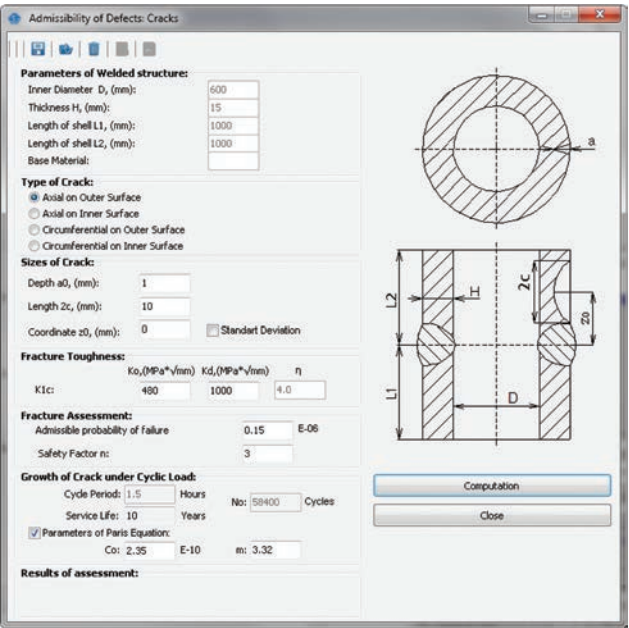 Admissibility of Defects: Cracks
Parameters of Welded structure:
Inner Diameter D, (mm): 600
Thickness H, (mm): 15
Length of shell L1, (mm): 1000
Length of shell L2, (mm): 1000
Base Material:
Type of Crack:
Axial on Outer Surface
Axial on Inner Surface
Circumferential on Outer Surface
Circumferential on Inner Surface
Sizes of Crack:
Depth a0, (mm): 1
Length 2c, (mm): 10
Coordinate z0, (mm): 0 Standart Deviation
Fracture Toughness:
Ko,(MPa*√mm) Kd,(MPa*√mm) η
K1c: 480 1000 4.0
Fracture Assessment:
Admissible probability of failure 0.15 E-06
Safety Factor n: 3
Growth of Crack under Cyclic Load:
Cycle Period: 1.5 Hours No: 58400 Cycles
Service Life: 10 Years
Parameters of Paris Equation:
Co: 2.35 E-10 m: 3.32
Results of assessment:
a
L2
H
2c
z0
L1
D
Computation
Close